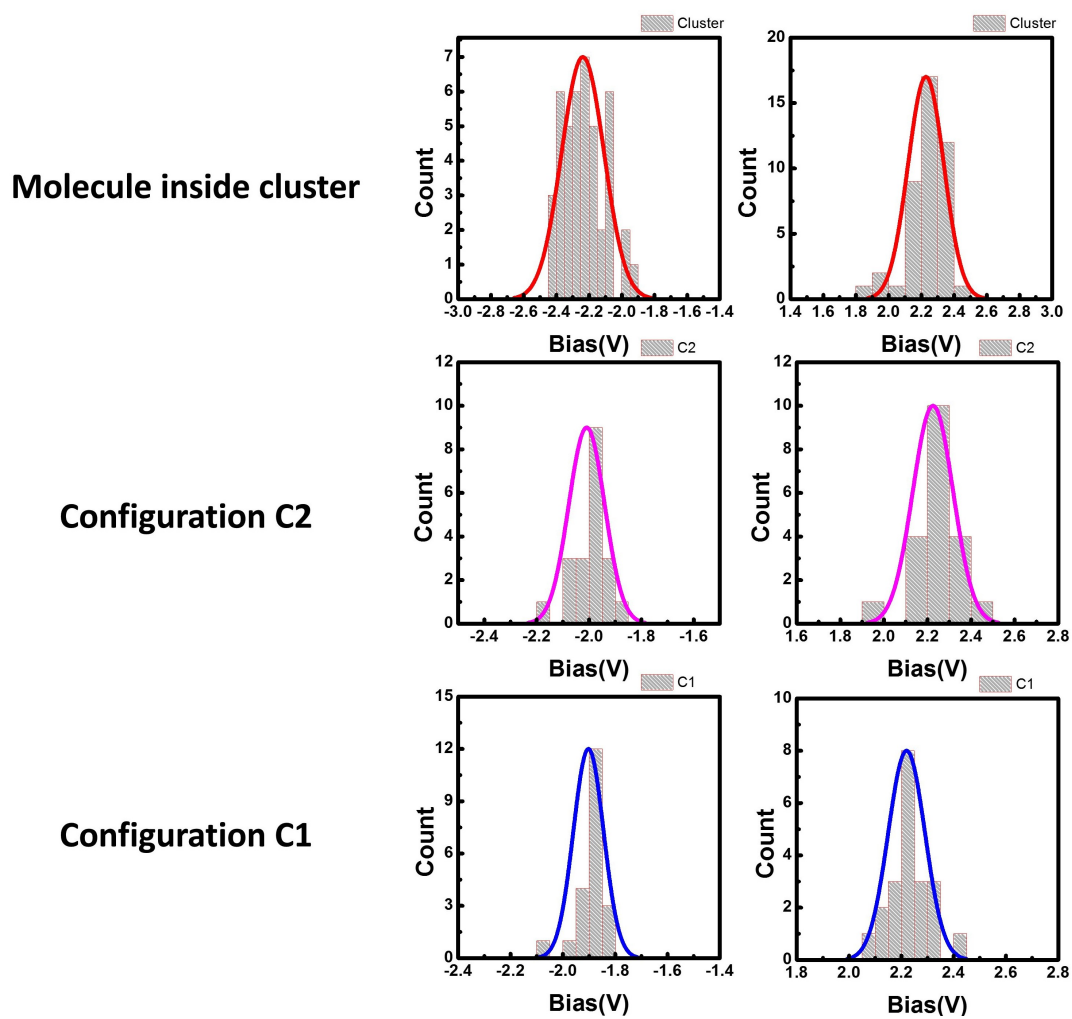 Cluster
Cluster
7
6
5
4
3
2
1
0
Count
-3.0 -2.8 -2.6 -2.4 -2.2 -2.0 -1.8 -1.6 -1.4
Bias(V)
20
15
10
5
0
Count
1.4 1.6 1.8 2.0 2.2 2.4 2.6 2.8 3.0
Bias(V)
Molecule inside cluster
C2
C2
12
10
8
6
4
2
0
Count
-2.4 -2.2 -2.0 -1.8 -1.6
Bias(V)
12
10
8
6
4
2
0
Count
1.6 1.8 2.0 2.2 2.4 2.6 2.8
Bias(V)
Configuration C2
C1
C1
15
12
9
6
3
0
Count
-2.4 -2.2 -2.0 -1.8 -1.6 -1.4
Bias(V)
10
8
6
4
2
0
Count
1.8 2.0 2.2 2.4 2.6 2.8
Bias(V)
Configuration C1